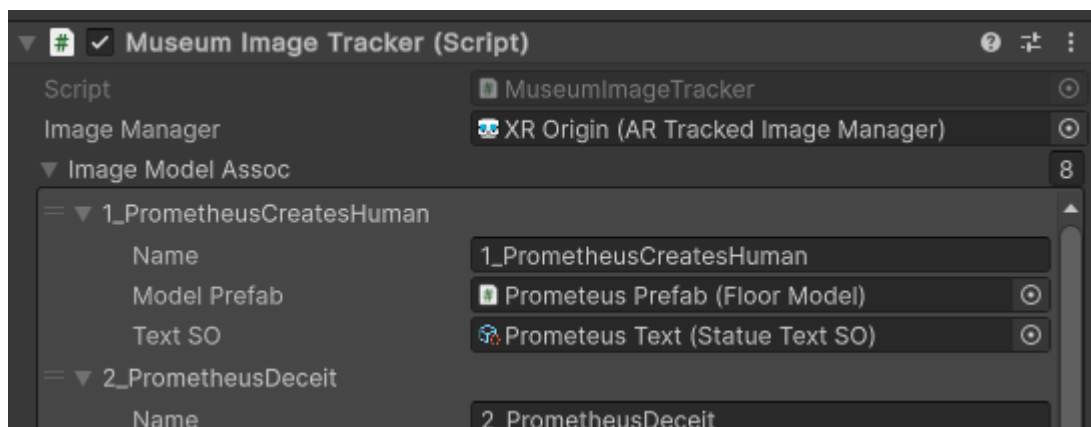 Museum Image Tracker (Script)
Script MuseumImageTracker
Image Manager XR Origin (AR Tracked Image Manager)
Image Model Assoc 8
1_PrometheusCreatesHuman
Name 1_PrometheusCreatesHuman
Model Prefab Prometeus Prefab (Floor Model)
Text SO Prometeus Text (Statue Text SO)
2_PrometheusDeceit
Name 2_PrometheusDeceit